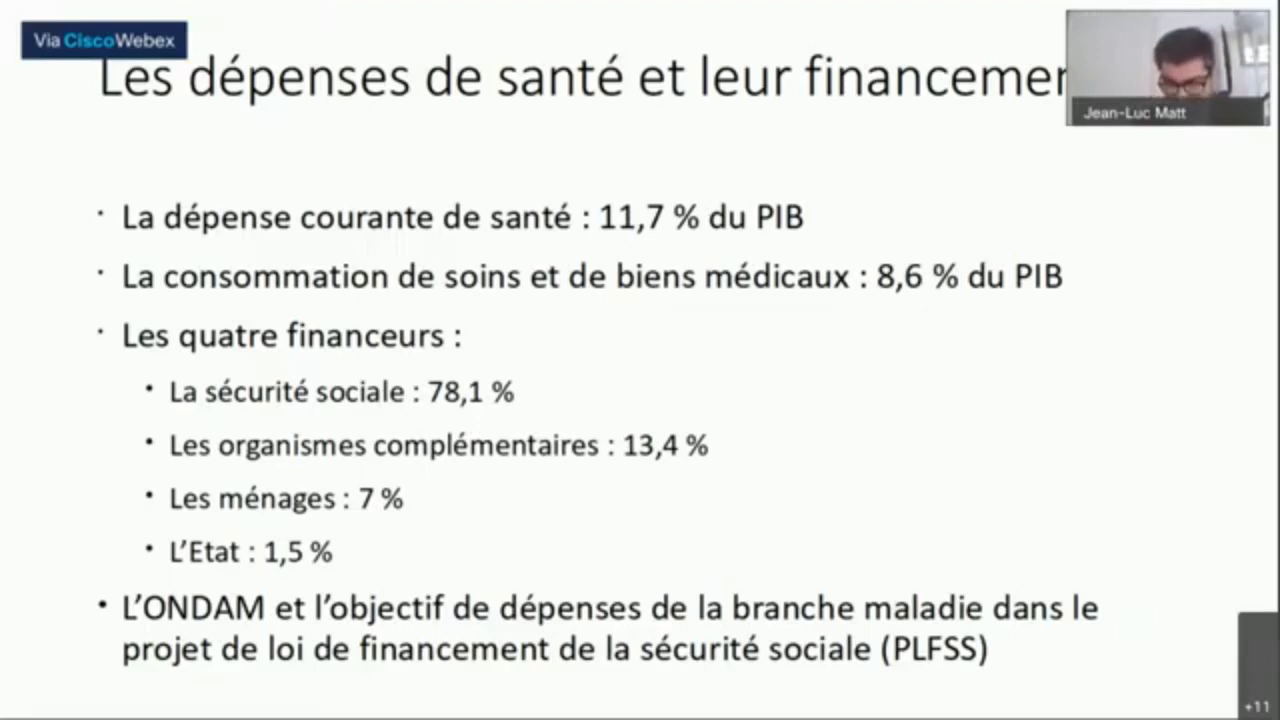 Via CiscoWebex
Les dépenses de santé et leur financemen
Jean-Luc Matt
· La dépense courante de santé : 11,7 % du PIB
· La consommation de soins et de biens médicaux : 8,6 % du PIB
· Les quatre financeurs :
• La sécurité sociale : 78,1 %
• Les organismes complémentaires : 13,4 %
• Les ménages : 7 %
• L’Etat : 1,5 %
• L’ONDAM et l’objectif de dépenses de la branche maladie dans le
projet de loi de financement de la sécurité sociale (PLFSS)
+11